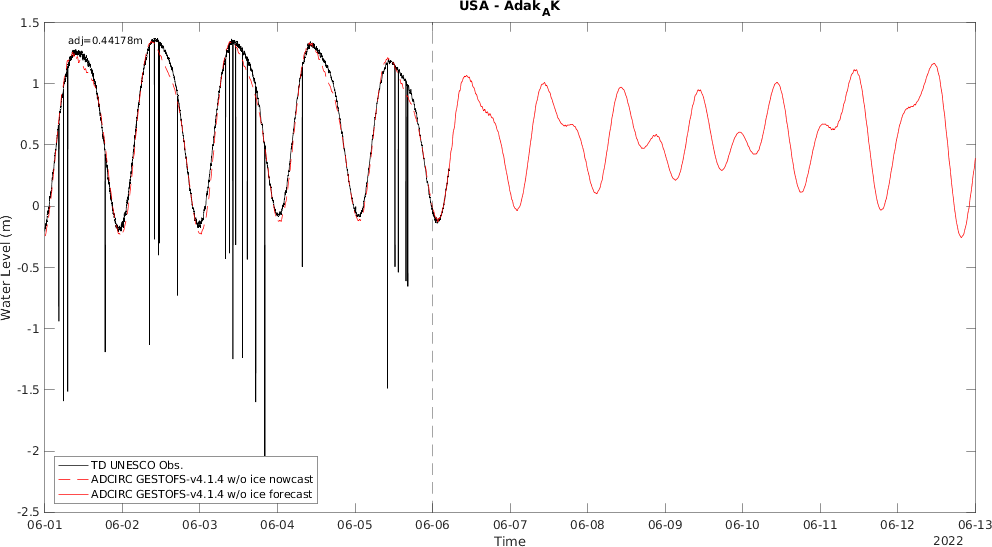 USA - Adak_AK
1.5
adj=0.44178m
1
0.5
0
-0.5
-1
-1.5
-2
-2.5
Water Level (m)
TD UNESCO Obs.
ADCIRC GESTOFS-v4.1.4 w/o ice nowcast
ADCIRC GESTOFS-v4.1.4 w/o ice forecast
06-01 06-02 06-03 06-04 06-05 06-06 06-07 06-08 06-09 06-10 06-11 06-12 06-13
Time
2022